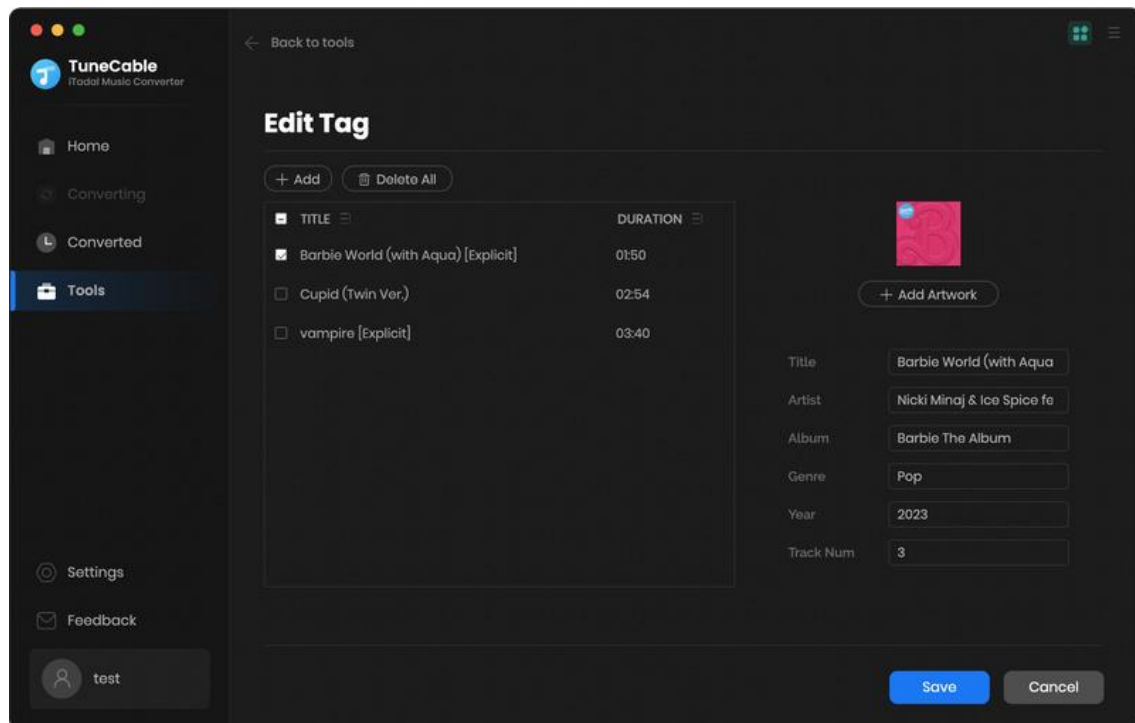 Back to tools
TuneCable
iTadal Music Converter
Edit Tag
Home
Converting
Converted
Tools
Settings
Feedback
test
Add
Delete All
TITLE DURATION
Barbie World (with Aqua) [Explicit] 01:50
Cupid (Twin Ver.) 02:54
vampire [Explicit] 03:40
Add Artwork
Title Barbie World (with Aqua
Artist Nicki Minaj & Ice Spice fe
Album Barbie The Album
Genre Pop
Year 2023
Track Num 3
Save Cancel